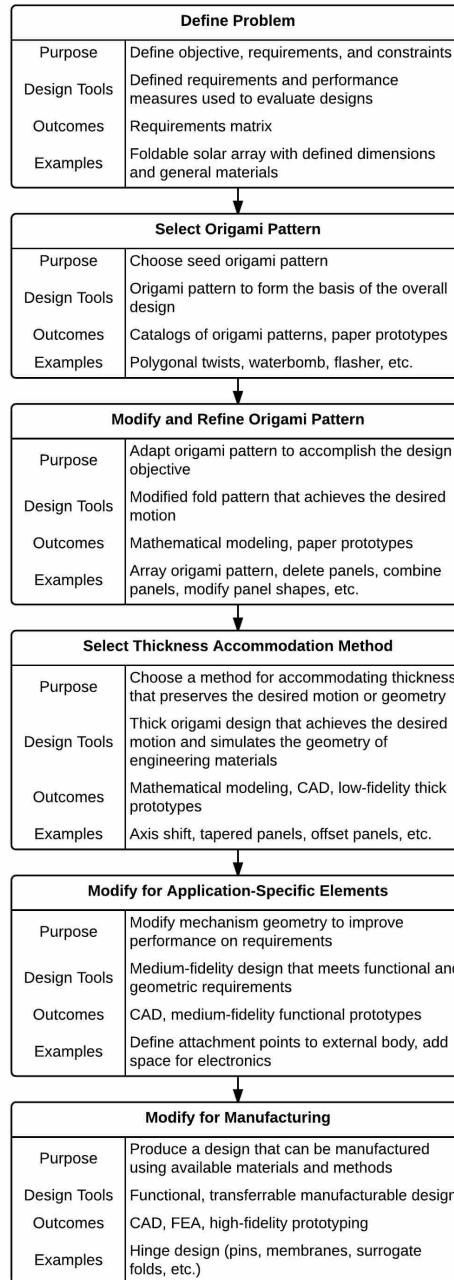 Define Problem
Purpose
Define objective, requirements, and constraints
Design Tools
Defined requirements and performance
measures used to evaluate designs
Outcomes
Requirements matrix
Examples
Foldable solar array with defined dimensions
and general materials
Select Origami Pattern
Purpose
Choose seed origami pattern
Design Tools
Origami pattern to form the basis of the overall
design
Outcomes
Catalogs of origami patterns, paper prototypes
Examples
Polygonal twists, waterbomb, flasher, etc.
Modify and Refine Origami Pattern
Purpose
Adapt origami pattern to accomplish the design
objective
Design Tools
Modified fold pattern that achieves the desired
motion
Outcomes
Mathematical modeling, paper prototypes
Examples
Array origami pattern, delete panels, combine
panels, modify panel shapes, etc.
Select Thickness Accommodation Method
Purpose
Choose a method for accommodating thickness
that preserves the desired motion or geometry
Design Tools
Thick origami design that achieves the desired
motion and simulates the geometry of
engineering materials
Outcomes
Mathematical modeling, CAD, low-fidelity thick
prototypes
Examples
Axis shift, tapered panels, offset panels, etc.
Modify for Application-Specific Elements
Purpose
Modify mechanism geometry to improve
performance on requirements
Design Tools
Medium-fidelity design that meets functional and
geometric requirements
Outcomes
CAD, medium-fidelity functional prototypes
Examples
Define attachment points to external body, add
space for electronics
Modify for Manufacturing
Purpose
Produce a design that can be manufactured
using available materials and methods
Design Tools
Functional, transferrable manufacturable design
Outcomes
CAD, FEA, high-fidelity prototyping
Examples
Hinge design (pins, membranes, surrogate
folds, etc.)